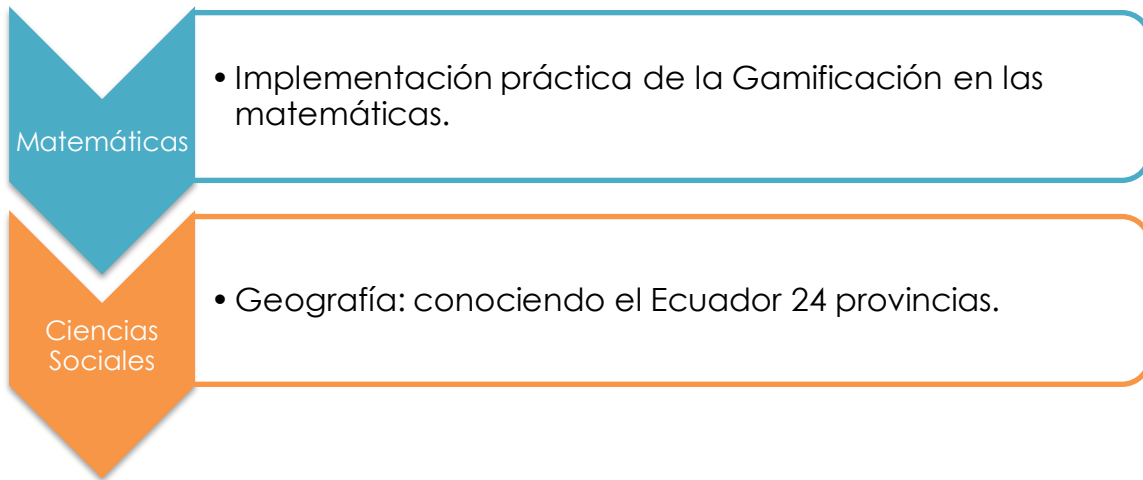 Matemáticas
• Implementación práctica de la Gamificación en las
matemáticas.
Ciencias
Sociales
• Geografía: conociendo el Ecuador 24 provincias.